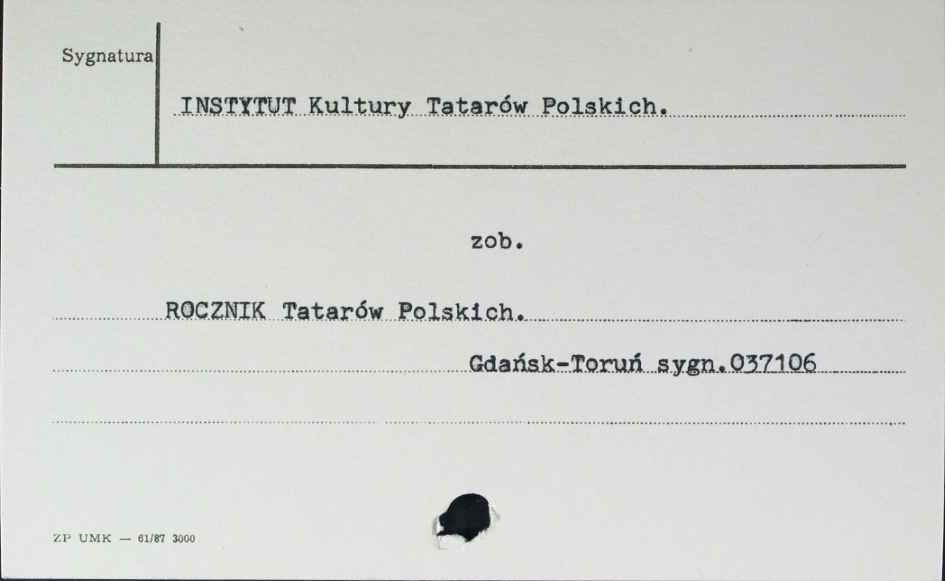 Sygnatura
INSTYTUT Kultury Tatarów Polskich.
zob.
ROCZNIK Tatarów Polskich.
Gdańsk-Toruń sygn.037106
ZP UMK — 61/87 3000